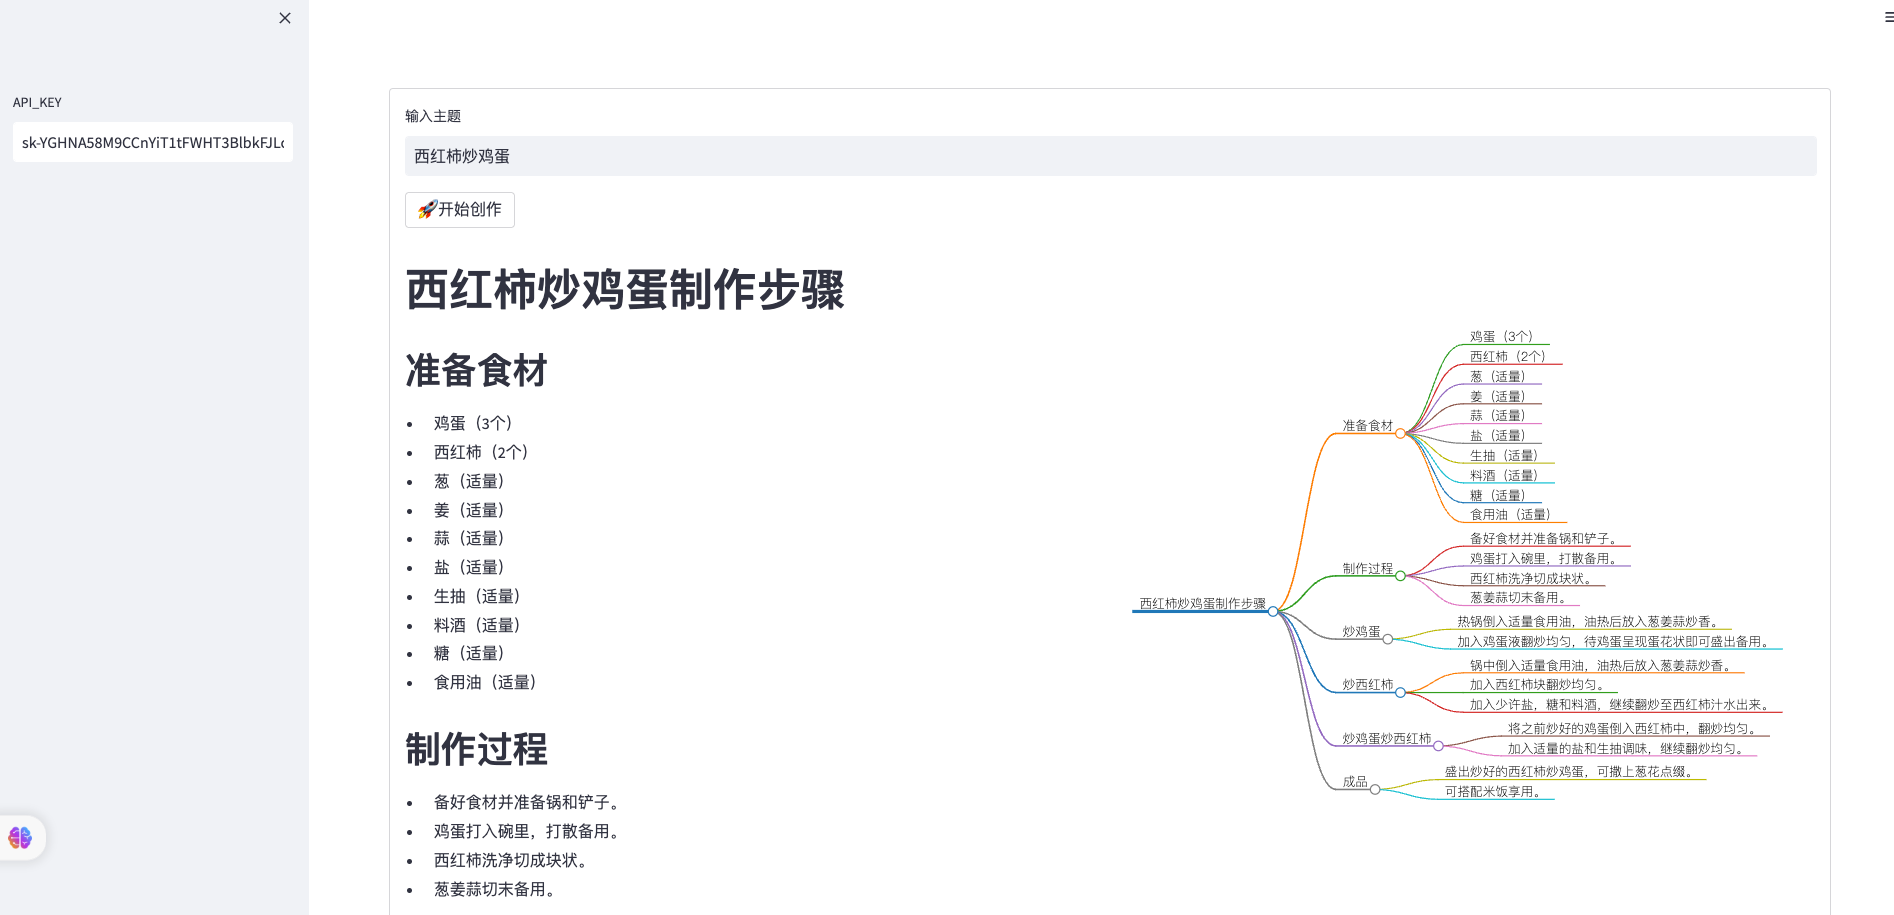 API_KEY
sk-YGHNA58M9CCnYiT1tFWHT3BlbkFJL
输入主题
西红柿炒鸡蛋
🚀开始创作
西红柿炒鸡蛋制作步骤
准备食材
• 鸡蛋（3个）
• 西红柿（2个）
• 葱（适量）
• 姜（适量）
• 蒜（适量）
• 盐（适量）
• 生抽（适量）
• 料酒（适量）
• 糖（适量）
• 食用油（适量）
制作过程
• 备好食材并准备锅和铲子。
• 鸡蛋打入碗里，打散备用。
• 西红柿洗净切成块状。
• 葱姜蒜切末备用。
西红柿炒鸡蛋制作步骤
准备食材
鸡蛋（3个）
西红柿（2个）
葱（适量）
姜（适量）
蒜（适量）
盐（适量）
生抽（适量）
料酒（适量）
糖（适量）
食用油（适量）
制作过程
备好食材并准备锅和铲子。
鸡蛋打入碗里，打散备用。
西红柿洗净切成块状。
葱姜蒜切末备用。
炒鸡蛋
热锅倒入适量食用油，油热后放入葱姜蒜炒香。
加入鸡蛋液翻炒均匀，待鸡蛋呈现蛋花状即可盛出备用。
炒西红柿
锅中倒入适量食用油，油热后放入葱姜蒜炒香。
加入西红柿块翻炒均匀。
加入少许盐，糖和料酒，继续翻炒至西红柿汁水出来。
炒鸡蛋炒西红柿
将之前炒好的鸡蛋倒入西红柿中，翻炒均匀。
加入适量的盐和生抽调味，继续翻炒均匀。
成品
盛出炒好的西红柿炒鸡蛋，可撒上葱花点缀。
可搭配米饭享用。